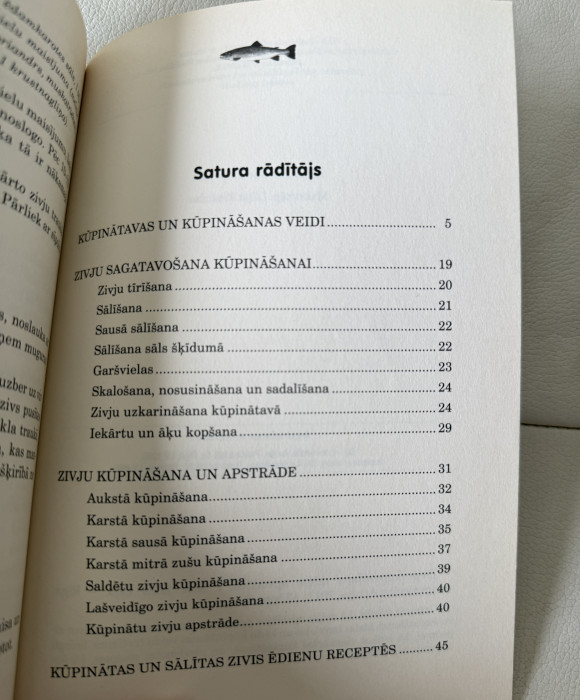 Satura rādītājs
KŪPINĀTAVAS UN KŪPINĀŠANAS VEIDI 5
ZIVJU SAGATAVOŠANA KŪPINĀŠANAI 19
Zivju tīrīšana 20
Sālīšana 21
Sausā sālīšana 22
Sālīšana sāls šķīdumā 22
Garšvielas 23
Skalošana, nosusināšana un sadalīšana 24
Zivju uzkarināšana kūpinātavā 24
Iekārtu un āķu kopšana 29
ZIVJU KŪPINĀŠANA UN APSTRĀDE 31
Aukstā kūpināšana 32
Karstā kūpināšana 34
Karstā sausā kūpināšana 35
Karstā mitrā zušu kūpināšana 37
Saldētu zivju kūpināšana 39
Lašveidīgo zivju kūpināšana 40
Kūpinātu zivju apstrāde 40
KŪPINĀTAS UN SĀLĪTAS ZIVIS ĒDIENU RECEPTĒS 45